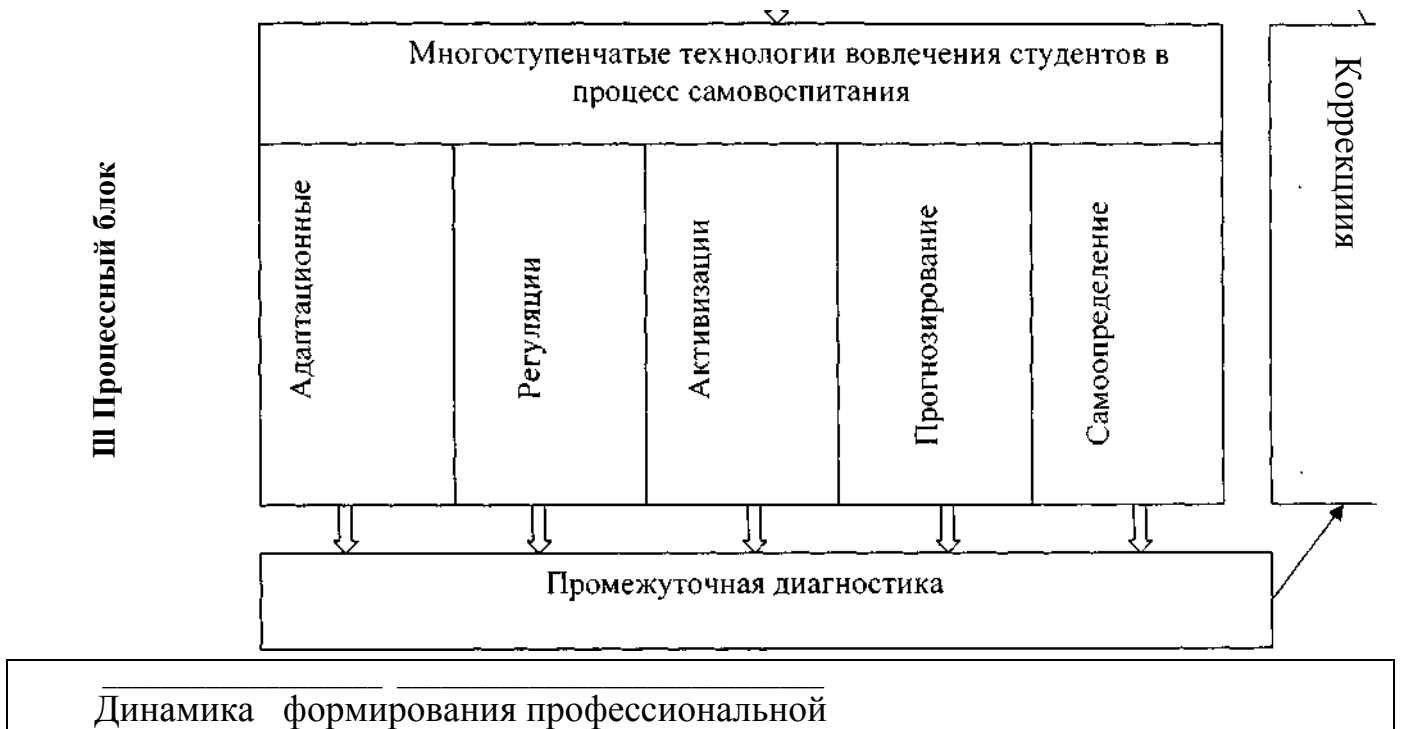 Многоступенчатые технологии вовлечения студентов в
процесс самовоспитания
III Процессный блок
Адаптационные
Регуляции
Активизации
Прогнозирование
Самоопределение
Коррекциия
Промежуточная диагностика
Динамика формирования профессиональной